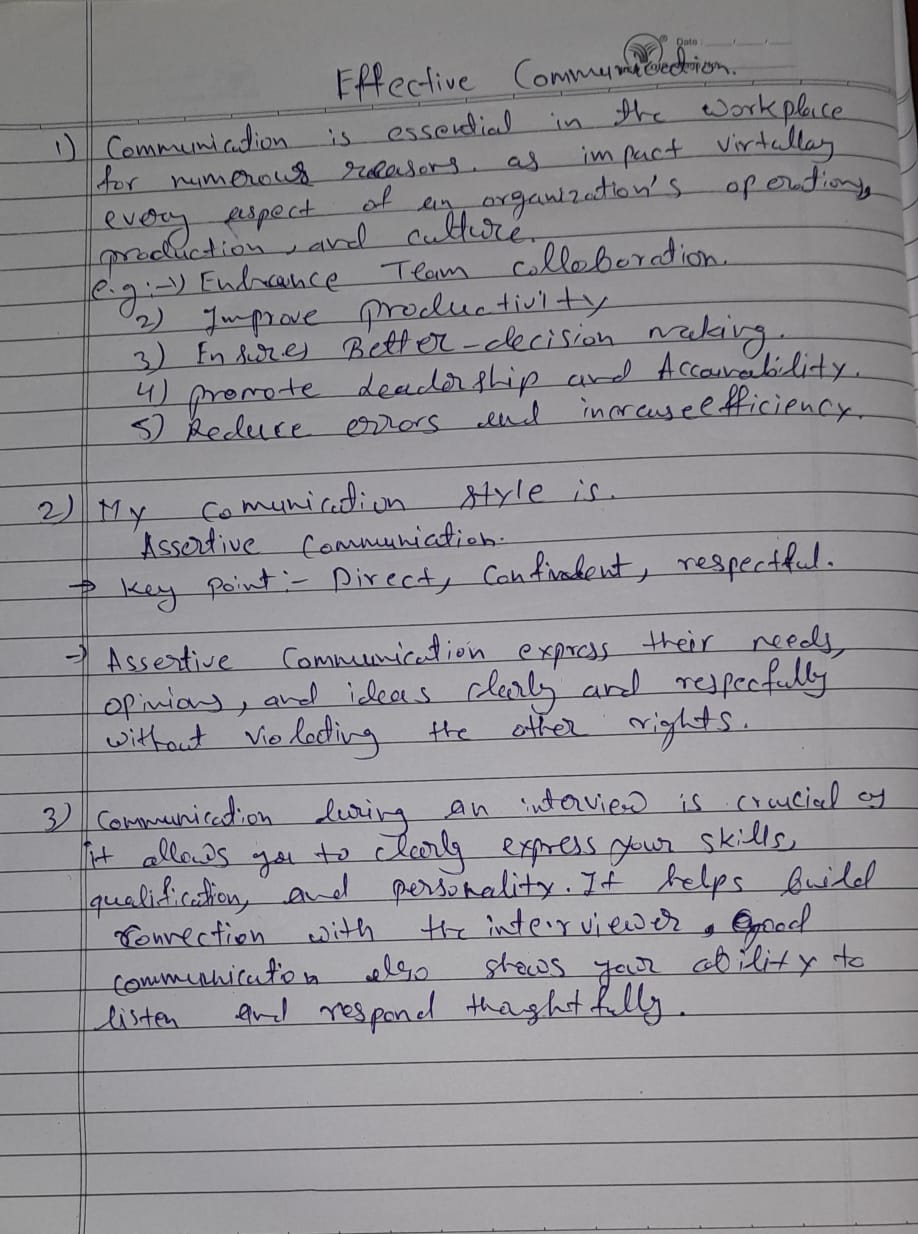 Date
Effective Communication.
1) Communication is essential in the workplace
for numerous reasons. as impact virtullay
every aspect of an organization's operations,
production, and culture.
e.g:-1) Enhance Team collaboration.
2) Improve productivity
3) Ensures Better-decision making.
4) promote Leadership and Accountability.
5) Reduce errors and increase efficiency.
2) My Comunication style is.
Assertive Communication.
→ Key Point:- Direct, Confindent, respectful.
→ Assertive Communication express their needs,
opinions, and ideas clearly and respectfully
without violating the other rights.
3) Communication during an interview is crucial as
it allows you to clearly express your skills,
qualification, and personality. It helps build
connection with the interviewer, good
communication also shows your ability to
listen and respond thaghtfully.